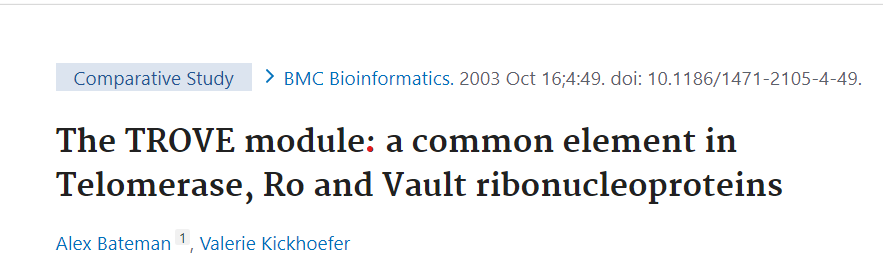 Comparative Study > BMC Bioinformatics. 2003 Oct 16;4:49. doi: 10.1186/1471-2105-4-49.
The TROVE module: a common element in
Telomerase, Ro and Vault ribonucleoproteins
Alex Bateman 1, Valerie Kickhoefer